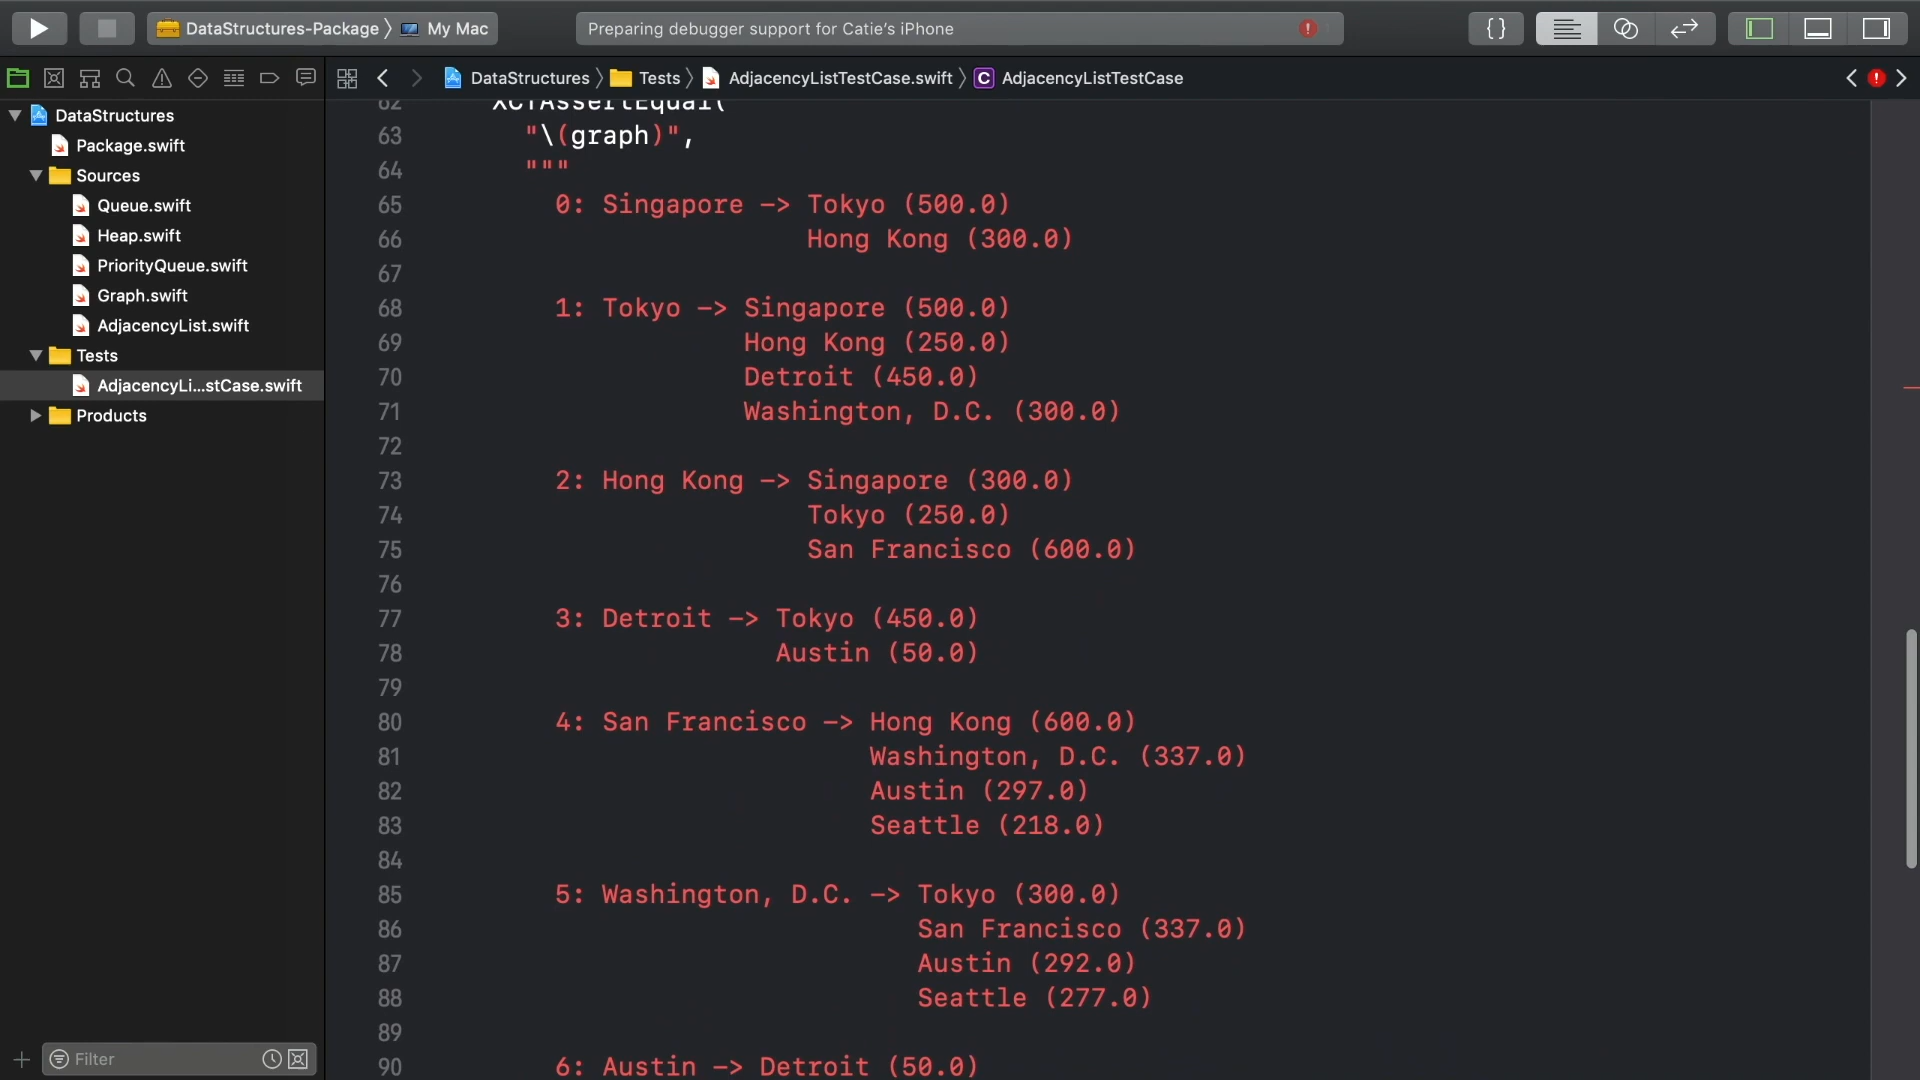 DataStructures-Package 〉 My Mac
Preparing debugger support for Catie's iPhone
{ }
DataStructures 〉 Tests 〉 AdjacencyListTestCase.swift 〉 C AdjacencyListTestCase
DataStructures
Package.swift
Sources
Queue.swift
Heap.swift
PriorityQueue.swift
Graph.swift
AdjacencyList.swift
Tests
AdjacencyLi...stCase.swift
Products
Filter
62 XCTAssertEqual(
63 "\(graph)",
64 """
65 0: Singapore -> Tokyo (500.0)
66 Hong Kong (300.0)
67
68 1: Tokyo -> Singapore (500.0)
69 Hong Kong (250.0)
70 Detroit (450.0)
71 Washington, D.C. (300.0)
72
73 2: Hong Kong -> Singapore (300.0)
74 Tokyo (250.0)
75 San Francisco (600.0)
76
77 3: Detroit -> Tokyo (450.0)
78 Austin (50.0)
79
80 4: San Francisco -> Hong Kong (600.0)
81 Washington, D.C. (337.0)
82 Austin (297.0)
83 Seattle (218.0)
84
85 5: Washington, D.C. -> Tokyo (300.0)
86 San Francisco (337.0)
87 Austin (292.0)
88 Seattle (277.0)
89
90 6: Austin -> Detroit (50.0)